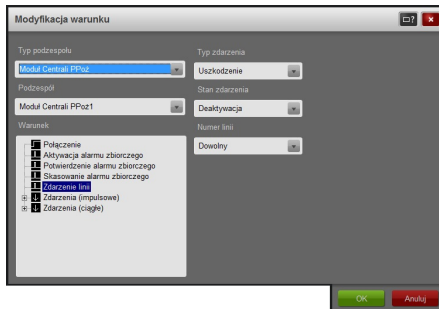 Modyfikacja warunku
Typ podzespołu
Moduł Centrali PPoż
Podzespół
Moduł Centrali PPoż1
Warunek
Połączenie
Aktywacja alarmu zbiorczego
Potwierdzenie alarmu zbiorczego
Skasowanie alarmu zbiorczego
Zdarzenie linii
Zdarzenia (impulsowe)
Zdarzenia (ciągłe)
Typ zdarzenia
Uszkodzenie
Stan zdarzenia
Deaktywacja
Numer linii
Dowolny
OK
Anuluj